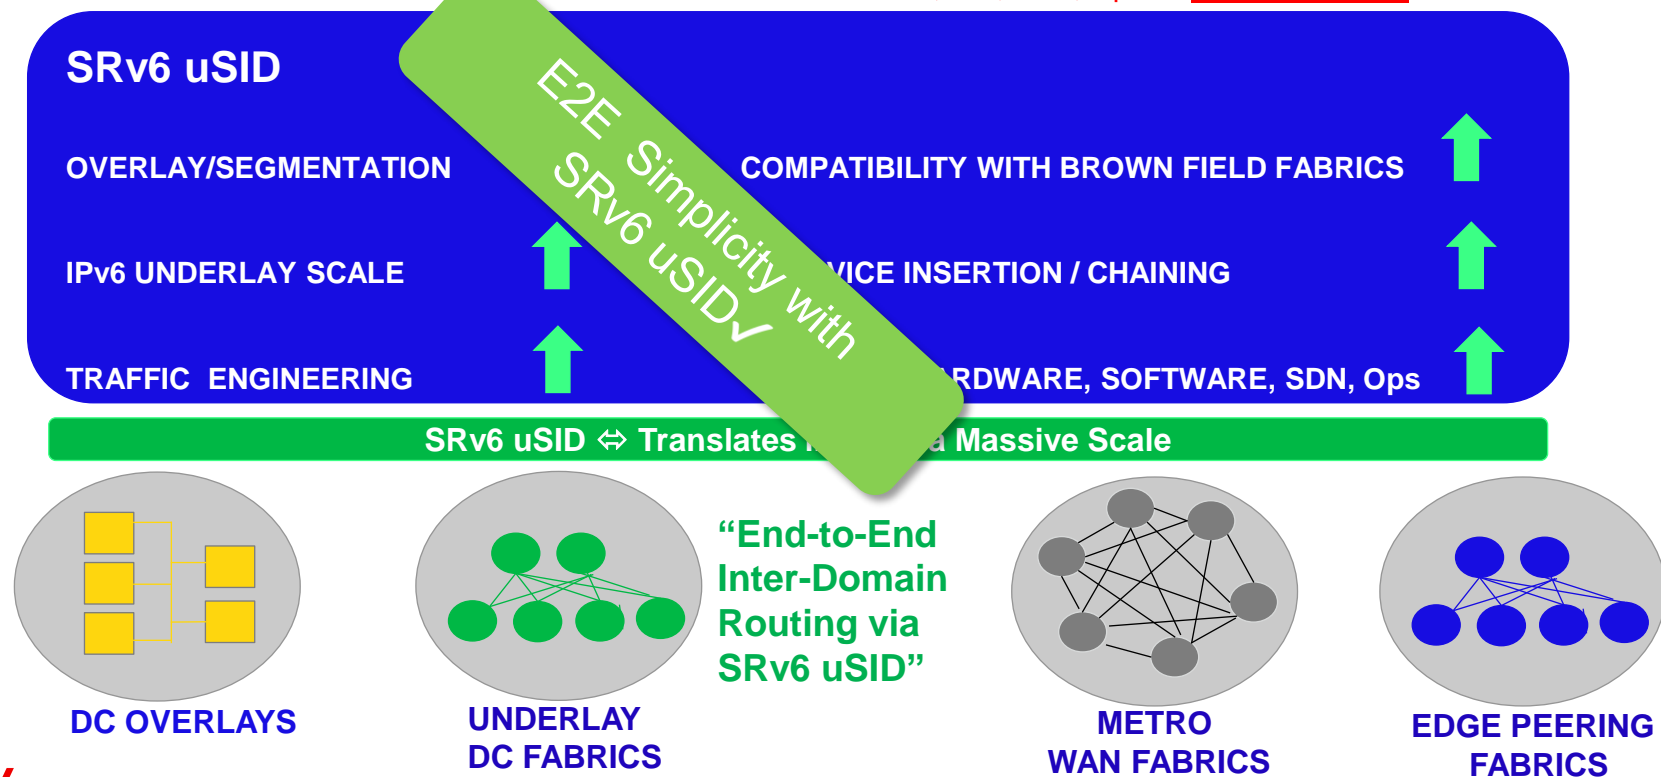 SRv6 uSID
OVERLAY/SEGMENTATION
COMPATIBILITY WITH BROWN FIELD FABRICS
IPv6 UNDERLAY SCALE
VICE INSERTION / CHAINING
TRAFFIC ENGINEERING
RDWARE, SOFTWARE, SDN, Ops
E2E Simplicity with
SRv6 uSID✓
SRv6 uSID ⇔ Translates a Massive Scale
“End-to-End
Inter-Domain
Routing via
SRv6 uSID”
DC OVERLAYS
UNDERLAY
DC FABRICS
METRO
WAN FABRICS
EDGE PEERING
FABRICS